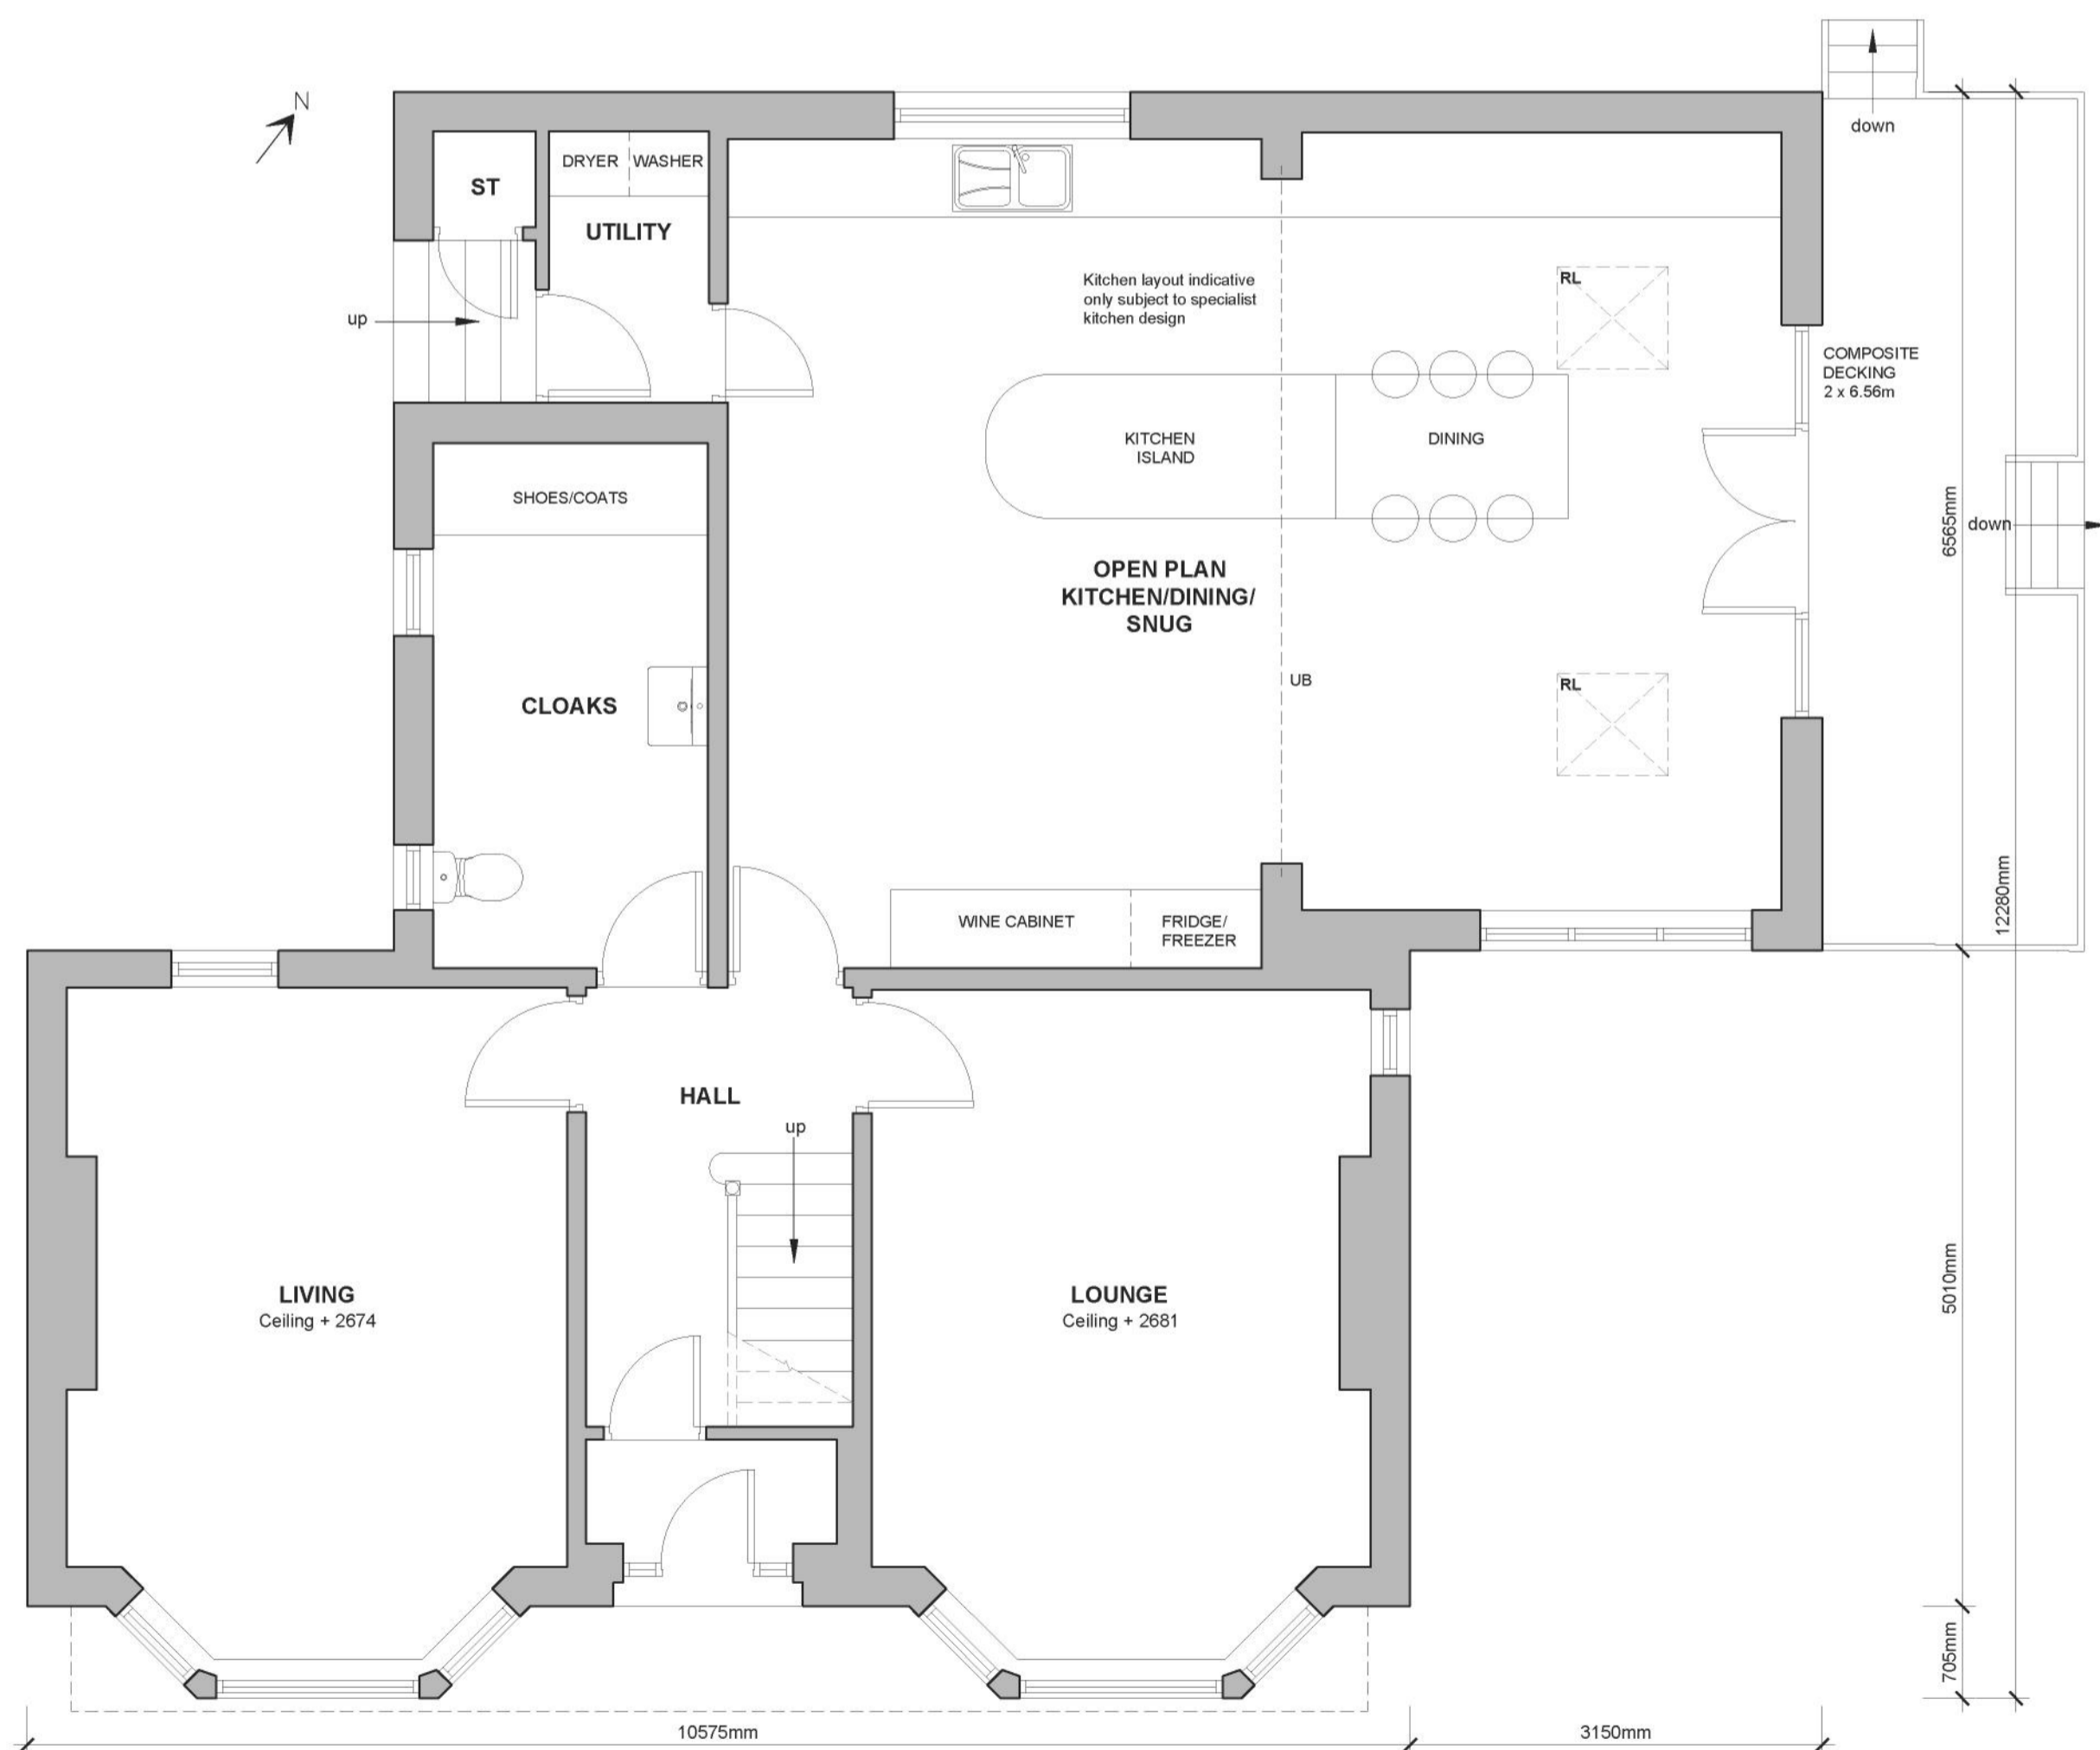 N
down
DRYER WASHER
ST
UTILITY
Kitchen layout indicative
only subject to specialist
kitchen design
RL
up
COMPOSITE
DECKING
2 x 6.56m
KITCHEN
ISLAND
DINING
SHOES/COATS
6565mm
down
OPEN PLAN
KITCHEN/DINING/
SNUG
UB
RL
CLOAKS
12280mm
WINE CABINET
FRIDGE/
FREEZER
HALL
up
5010mm
LIVING
Ceiling + 2674
LOUNGE
Ceiling + 2681
705mm
10575mm
3150mm